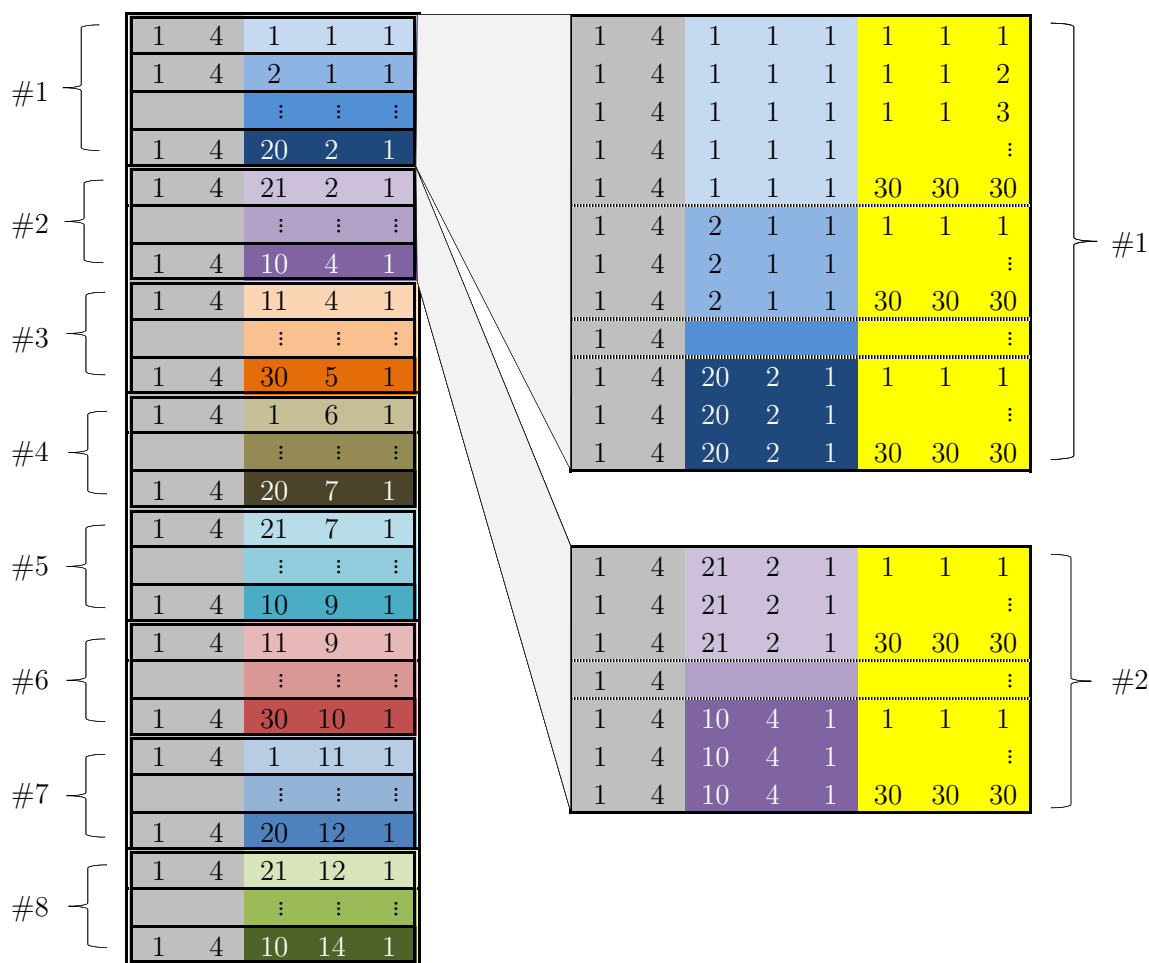 #1
1 4 1 1 1
1 4 2 1 1
⋮ ⋮ ⋮
1 4 20 2 1
#2
1 4 21 2 1
⋮ ⋮ ⋮
1 4 10 4 1
#3
1 4 11 4 1
⋮ ⋮ ⋮
1 4 30 5 1
#4
1 4 1 6 1
⋮ ⋮ ⋮
1 4 20 7 1
#5
1 4 21 7 1
⋮ ⋮ ⋮
1 4 10 9 1
#6
1 4 11 9 1
⋮ ⋮ ⋮
1 4 30 10 1
#7
1 4 1 11 1
⋮ ⋮ ⋮
1 4 20 12 1
#8
1 4 21 12 1
⋮ ⋮ ⋮
1 4 10 14 1
1 4 1 1 1 1 1 1
1 4 1 1 1 1 1 2
1 4 1 1 1 1 1 3
1 4 1 1 1 ⋮
1 4 1 1 1 30 30 30
1 4 2 1 1 1 1 1
1 4 2 1 1 ⋮
1 4 2 1 1 30 30 30
1 4 ⋮
1 4 20 2 1 1 1 1
1 4 20 2 1 ⋮
1 4 20 2 1 30 30 30
#1
1 4 21 2 1 1 1 1
1 4 21 2 1 ⋮
1 4 21 2 1 30 30 30
1 4 ⋮
1 4 10 4 1 1 1 1
1 4 10 4 1 ⋮
1 4 10 4 1 30 30 30
#2